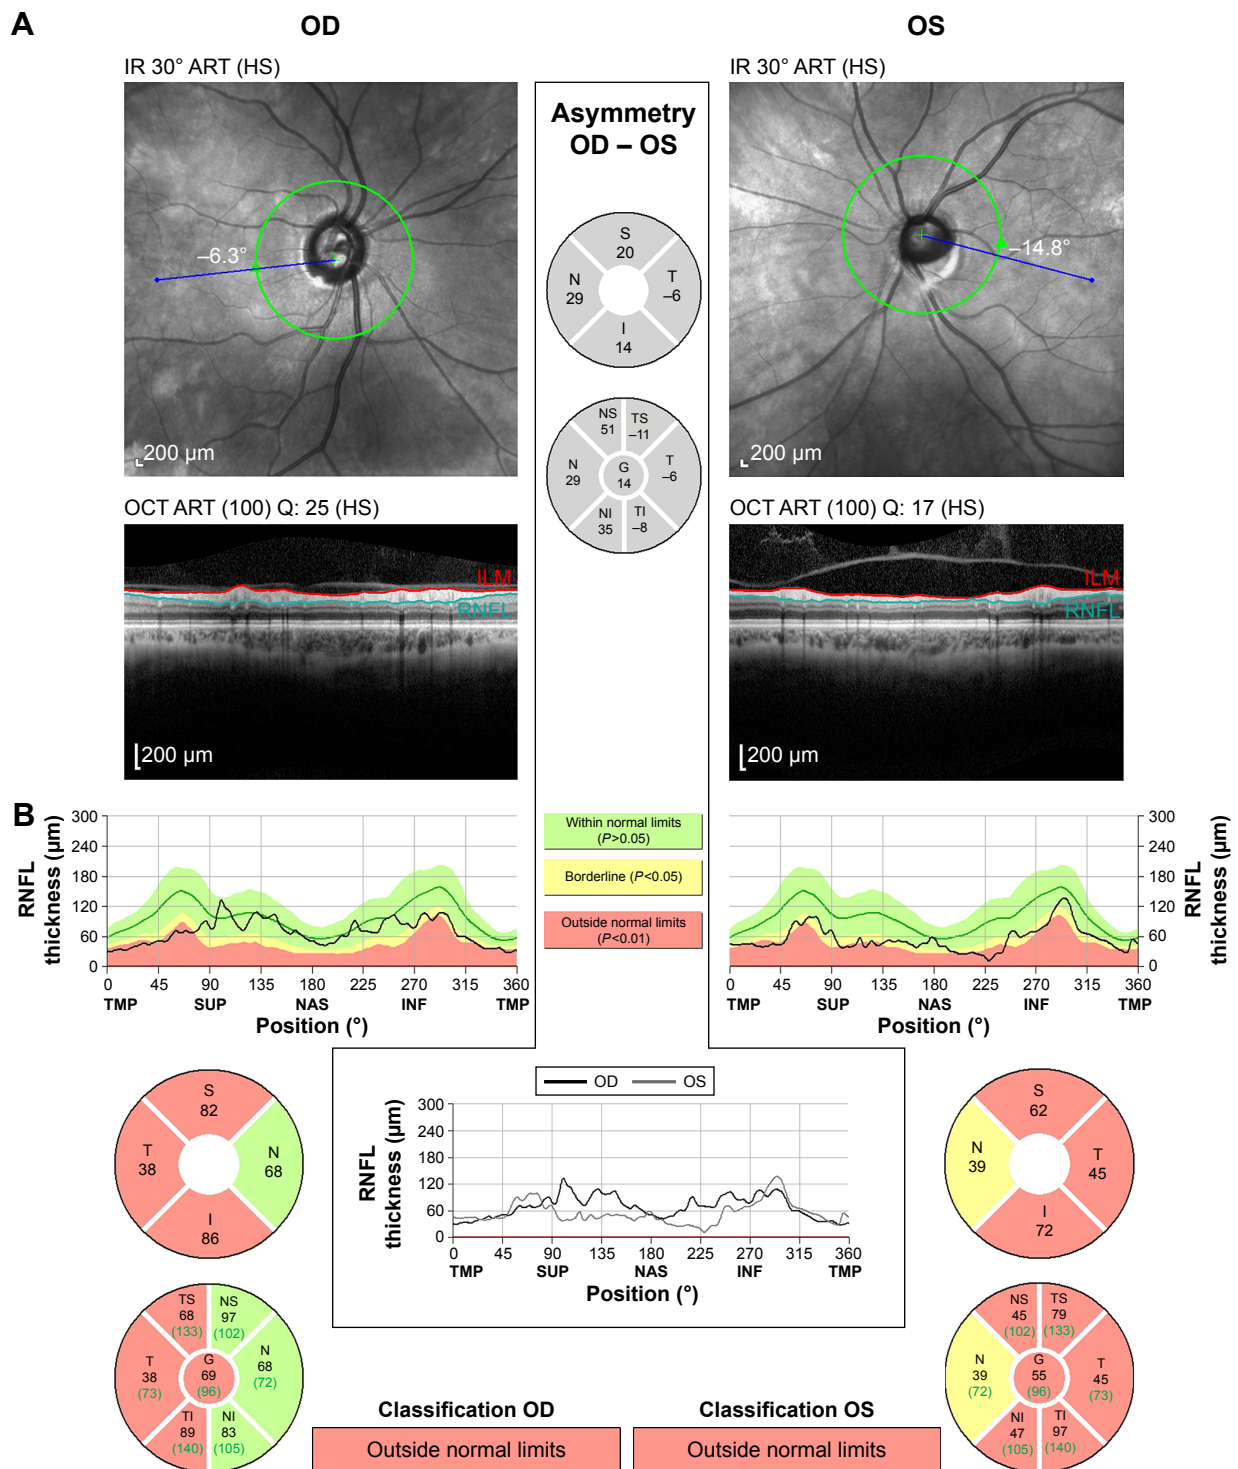 A
OD
OS
IR 30° ART (HS)
IR 30° ART (HS)
–6.3°
200 µm
Asymmetry
OD – OS
S
20
N
29
T
–6
I
14
NS
51
TS
–11
N
29
G
14
T
–6
NI
35
TI
–8
–14.8°
200 µm
OCT ART (100) Q: 25 (HS)
ILM
RNFL
200 µm
OCT ART (100) Q: 17 (HS)
ILM
RNFL
200 µm
B
RNFL
thickness (µm)
300
240
180
120
60
0
0 45 90 135 180 225 270 315 360
TMP SUP NAS INF TMP
Position (°)
Within normal limits
(P>0.05)
Borderline (P<0.05)
Outside normal limits
(P<0.01)
300
240
180
120
60
0
RNFL
thickness (µm)
0 45 90 135 180 225 270 315 360
TMP SUP NAS INF TMP
Position (°)
S
82
T
38
N
68
I
86
OD OS
RNFL
thickness (µm)
300
240
180
120
60
0
0 45 90 135 180 225 270 315 360
TMP SUP NAS INF TMP
Position (°)
S
62
N
39
T
45
I
72
TS
68
(133)
NS
97
(102)
T
38
(73)
G
69
(96)
N
68
(72)
TI
89
(140)
NI
83
(105)
Classification OD
Outside normal limits
Classification OS
Outside normal limits
NS
45
(102)
TS
79
(133)
N
39
(72)
G
55
(96)
T
45
(73)
NI
47
(105)
TI
97
(140)